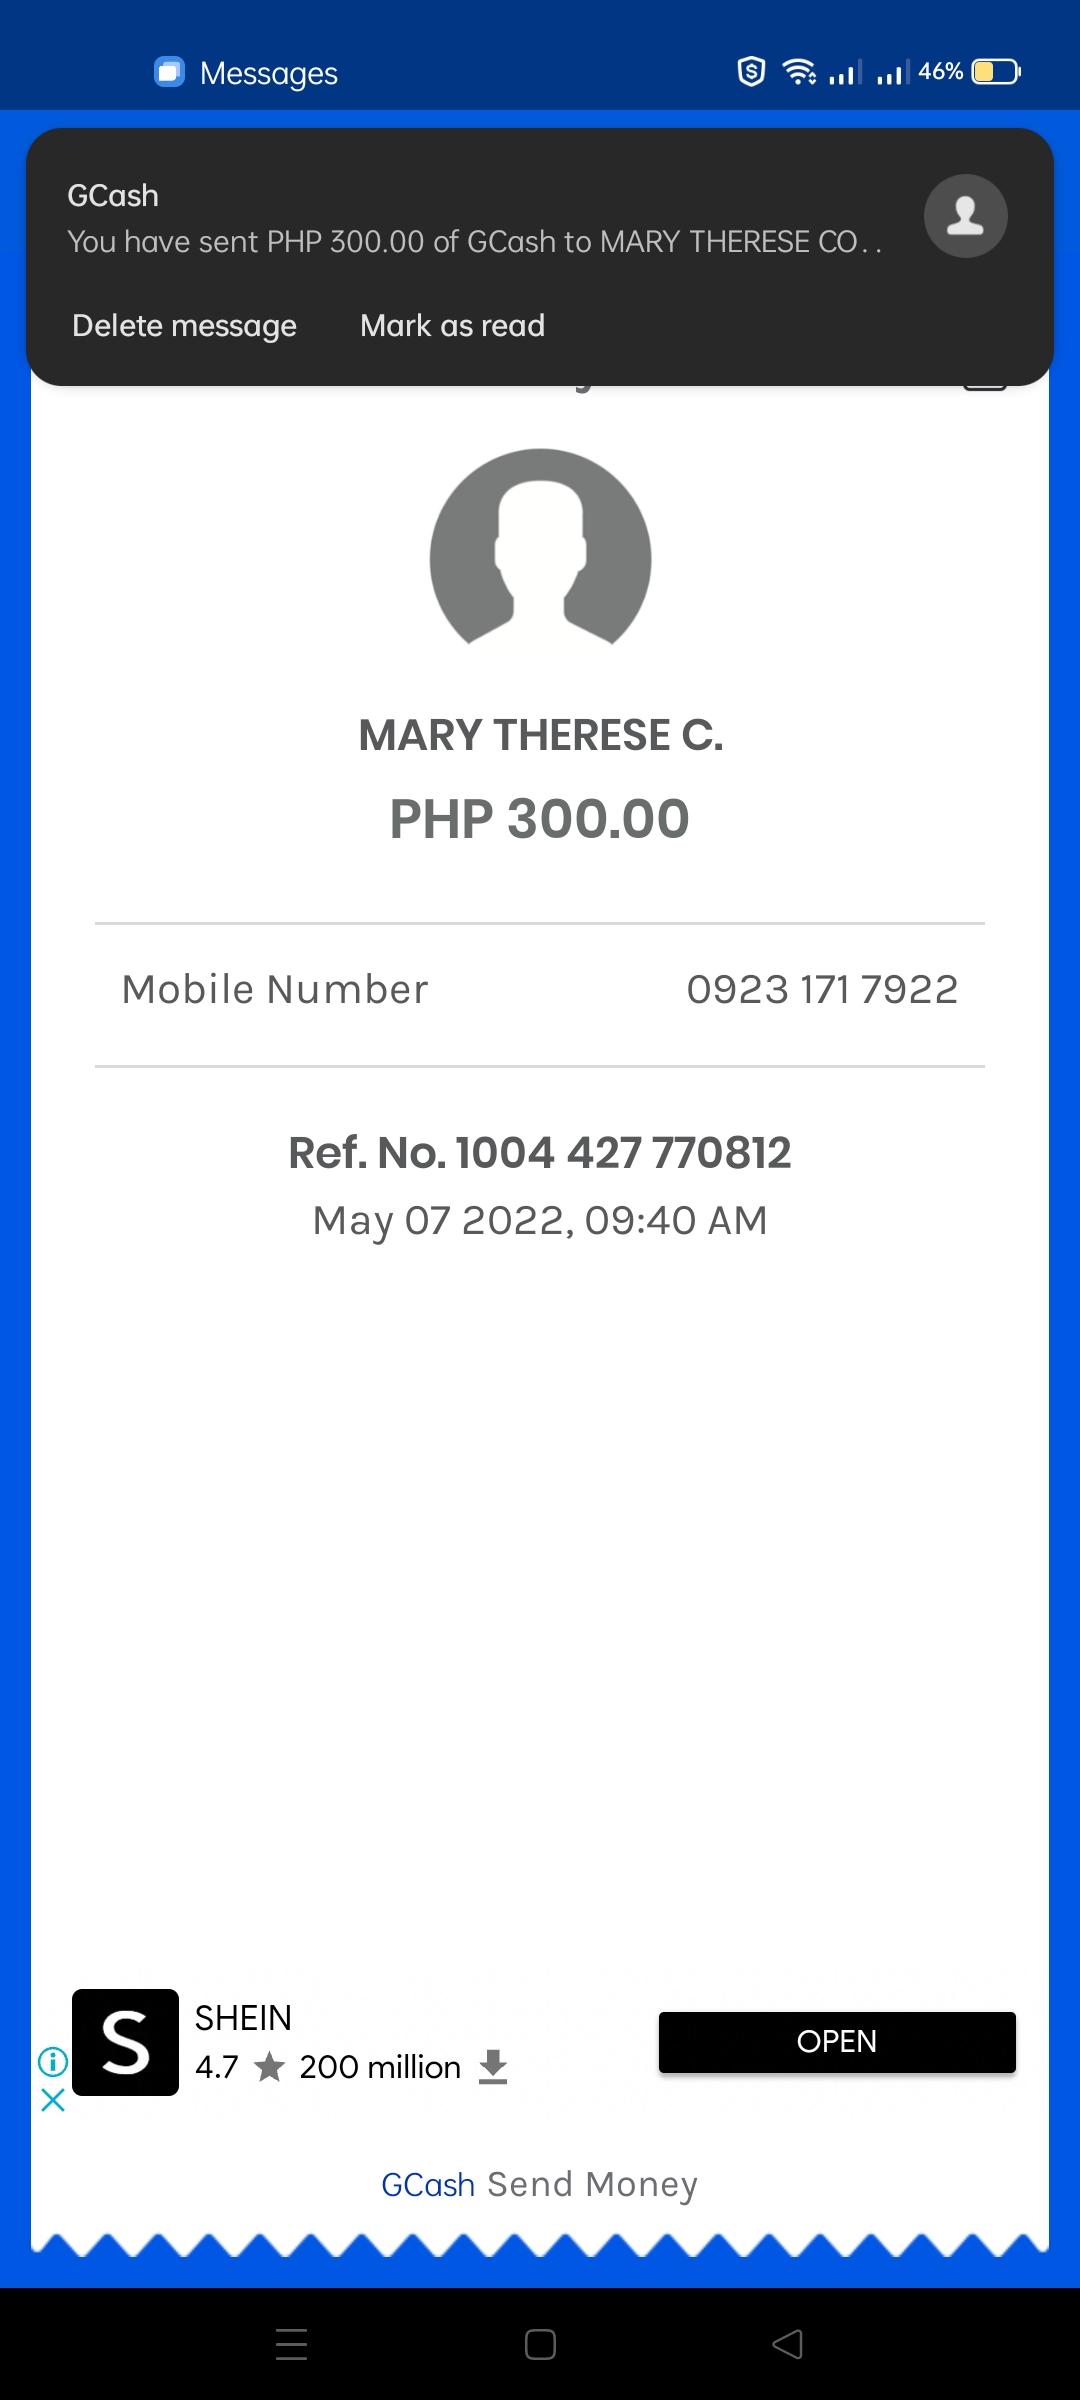 Messages
46%
GCash
You have sent PHP 300.00 of GCash to MARY THERESE CO..
Delete message Mark as read
MARY THERESE C.
PHP 300.00
Mobile Number 0923 171 7922
Ref. No. 1004 427 770812
May 07 2022, 09:40 AM
S
SHEIN
4.7 ★ 200 million
OPEN
GCash Send Money